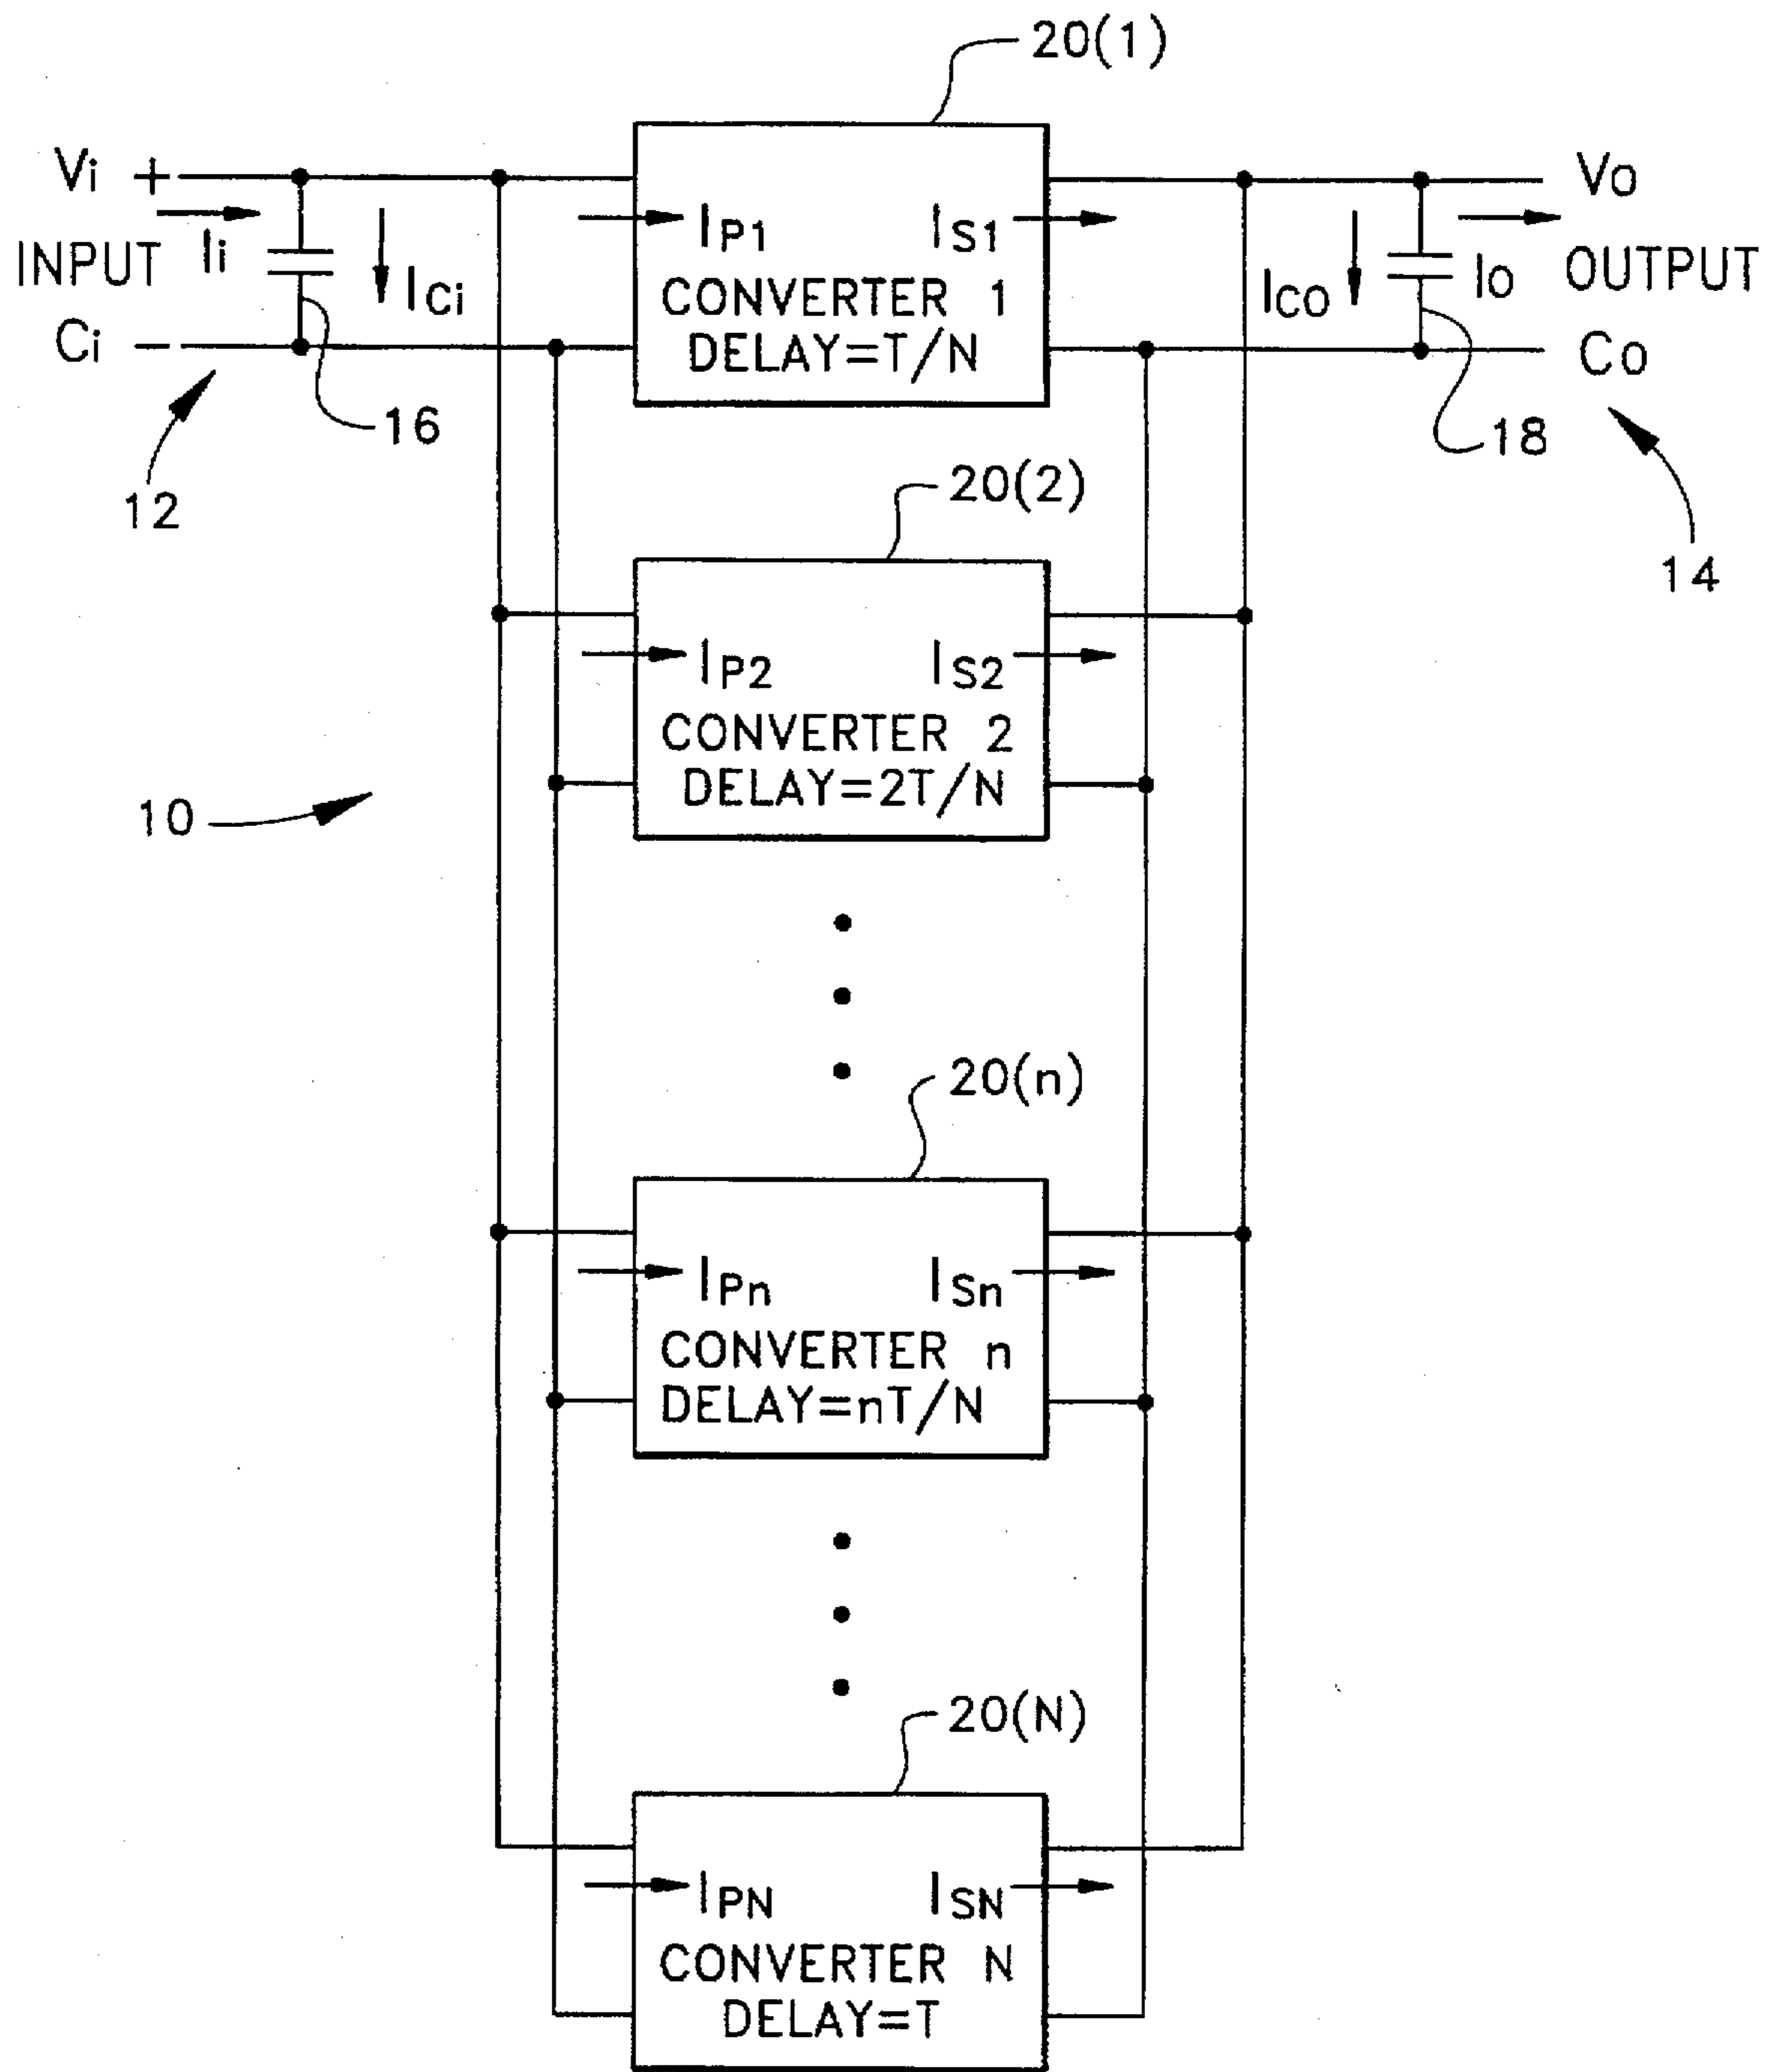 20(1)
Vi +
Ii
INPUT
Ci −
ICi
16
12
IP1 IS1
CONVERTER 1
DELAY=T/N
Vo
OUTPUT
ICO
IO
Co
18
14
20(2)
IP2 IS2
CONVERTER 2
DELAY=2T/N
10
20(n)
IPn ISn
CONVERTER n
DELAY=nT/N
20(N)
IPN ISN
CONVERTER N
DELAY=T